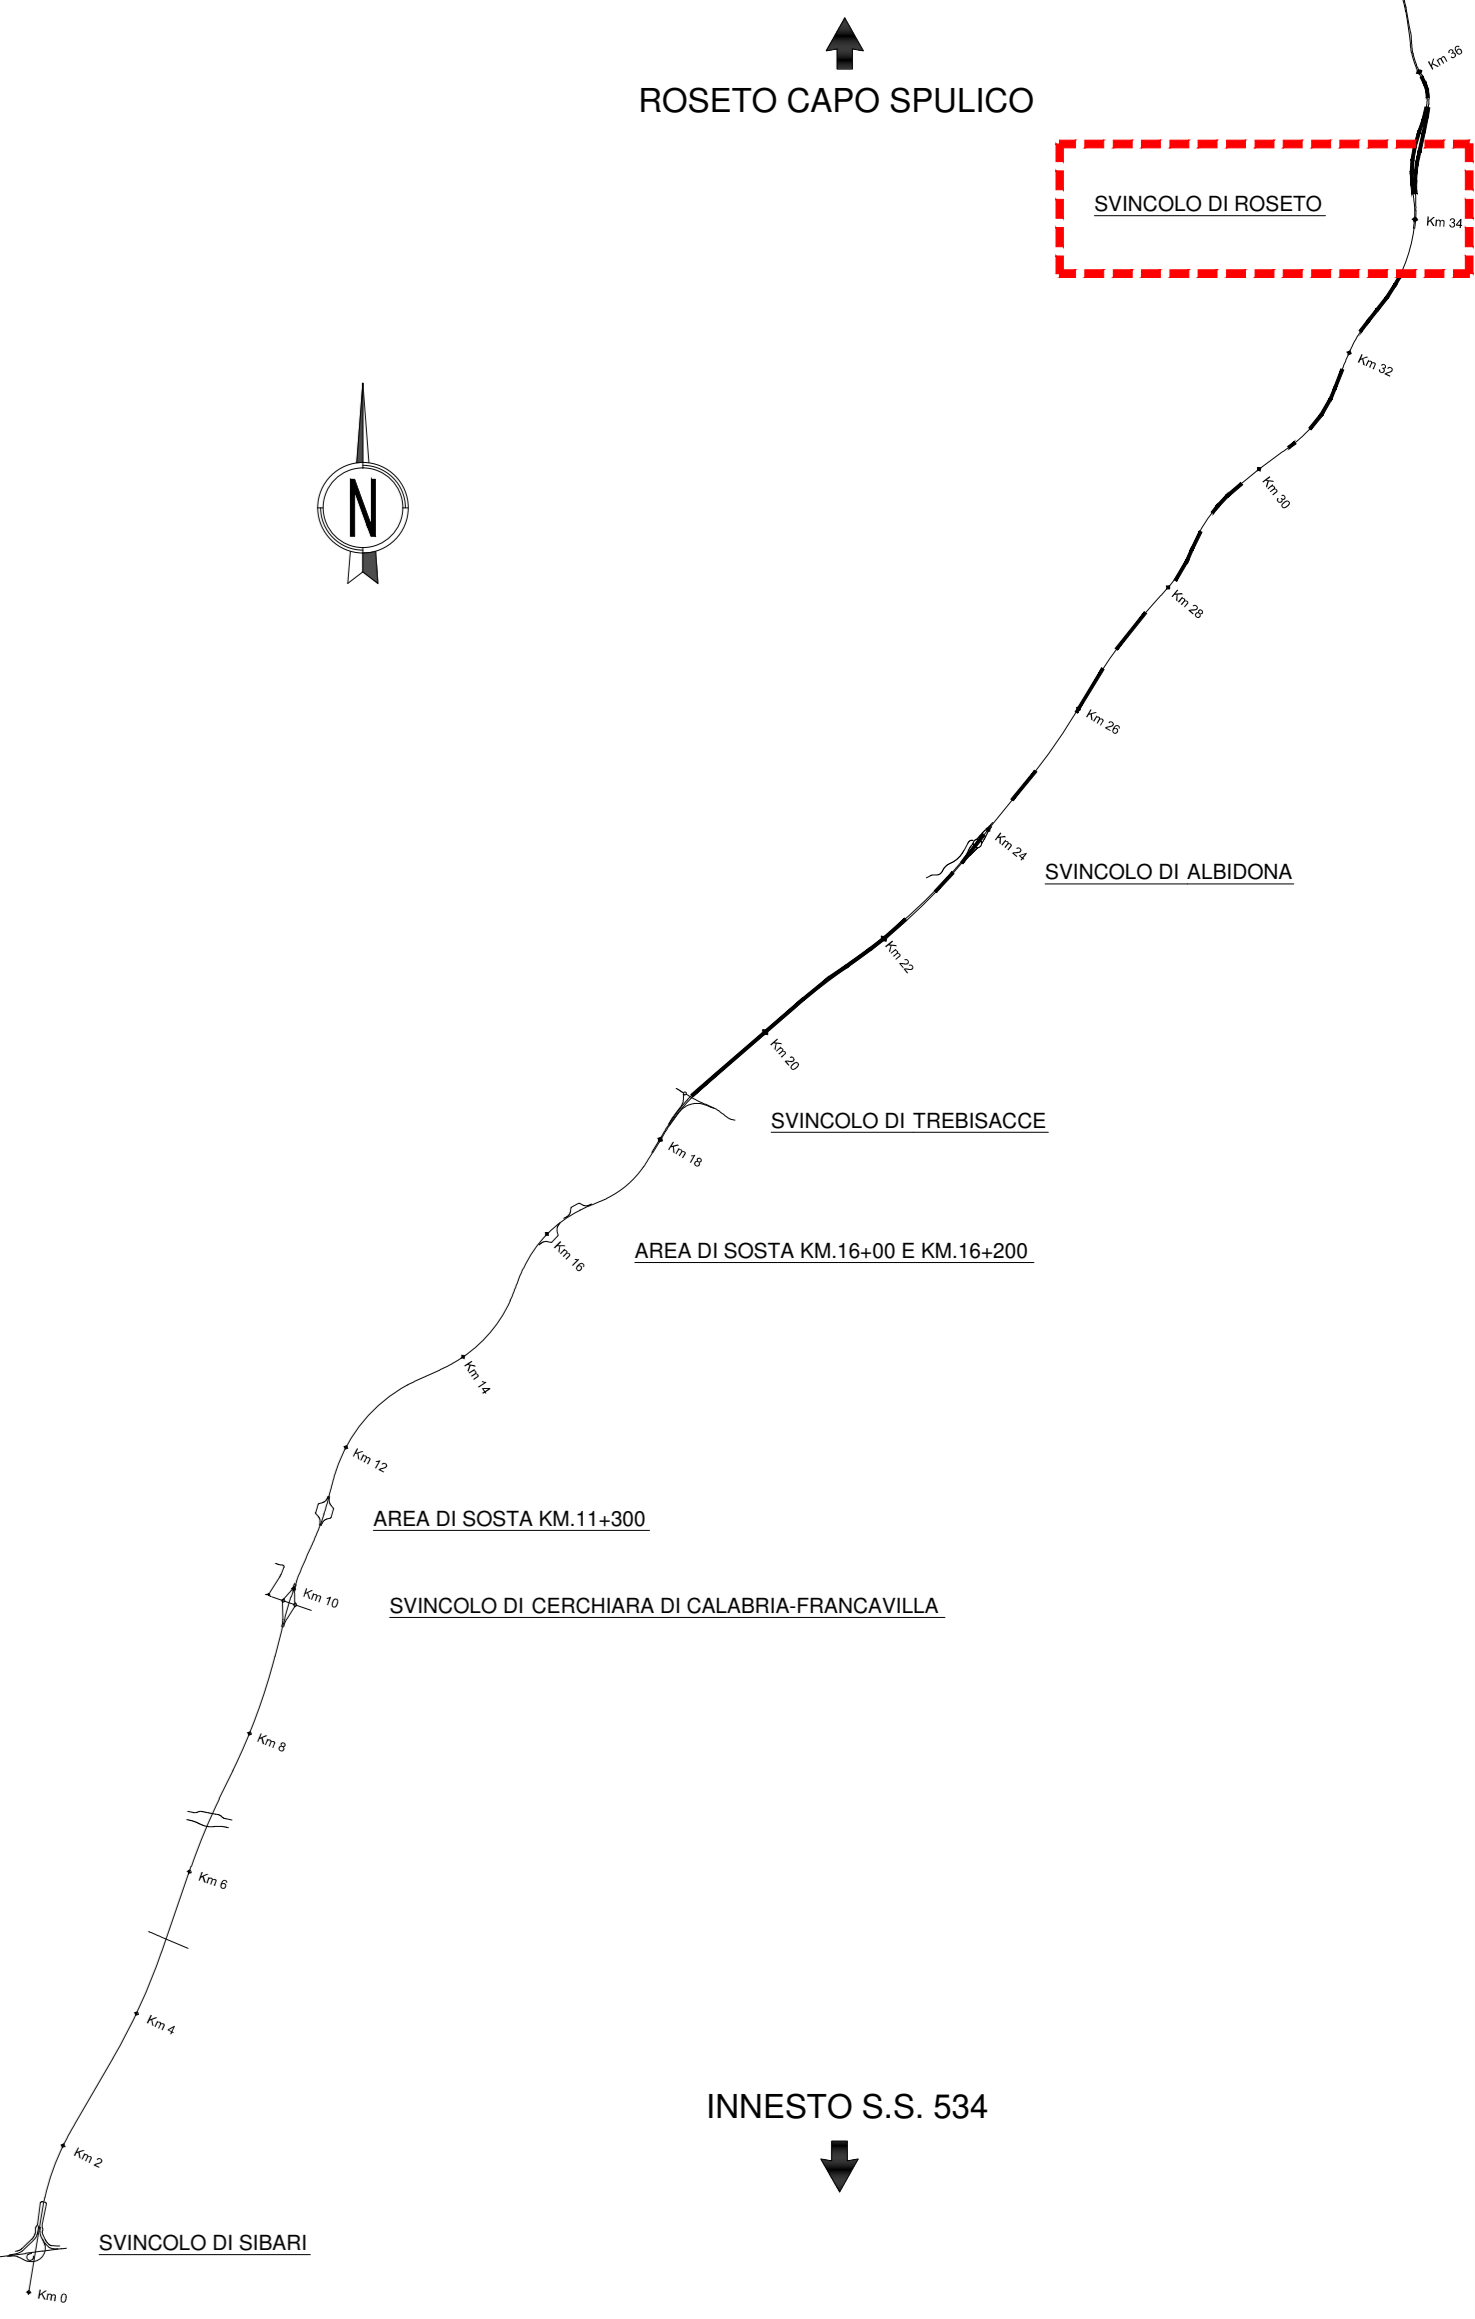 Km 36
ROSETO CAPO SPULICO
SVINCOLO DI ROSETO
Km 34
Km 32
Km 30
N
Km 28
Km 26
Km 24
SVINCOLO DI ALBIDONA
Km 22
Km 20
SVINCOLO DI TREBISACCE
Km 18
AREA DI SOSTA KM.16+00 E KM.16+200
Km 16
Km 14
Km 12
AREA DI SOSTA KM.11+300
Km 10
SVINCOLO DI CERCHIARA DI CALABRIA-FRANCAVILLA
Km 8
Km 6
Km 4
INNESTO S.S. 534
Km 2
SVINCOLO DI SIBARI
Km 0